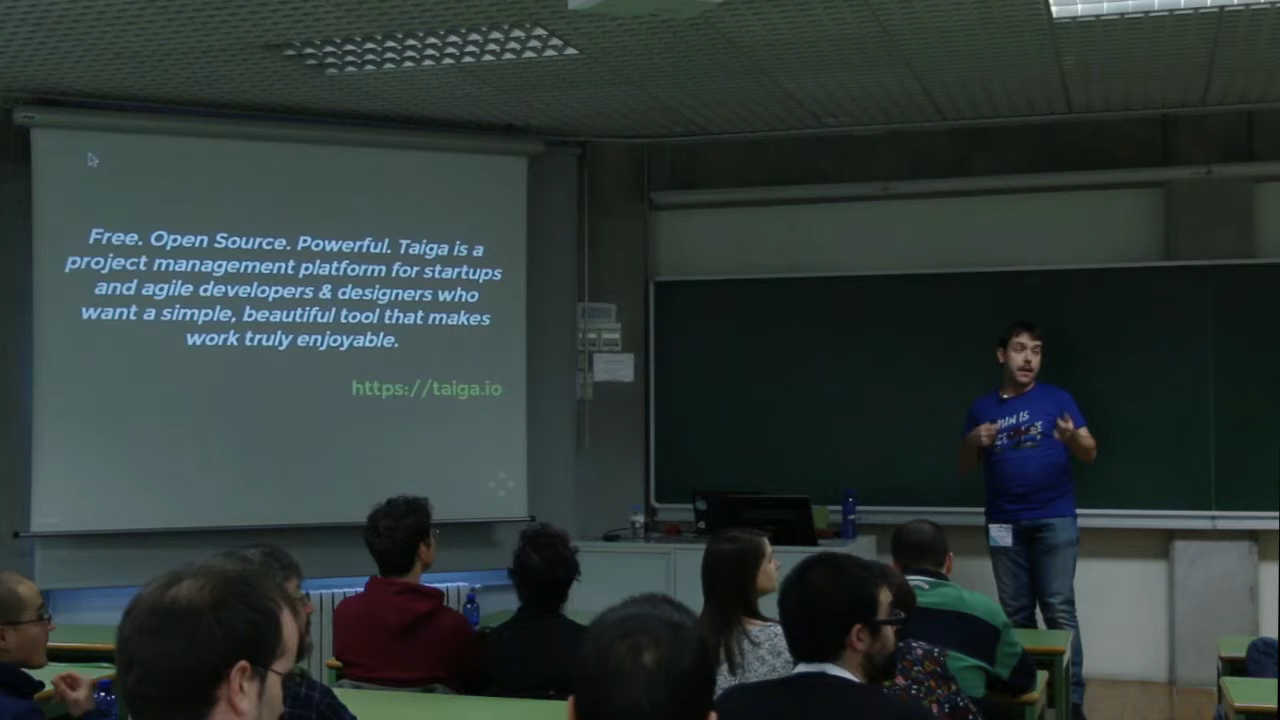 Free. Open Source. Powerful. Taiga is a
project management platform for startups
and agile developers & designers who
want a simple, beautiful tool that makes
work truly enjoyable.
https://taiga.io
IS